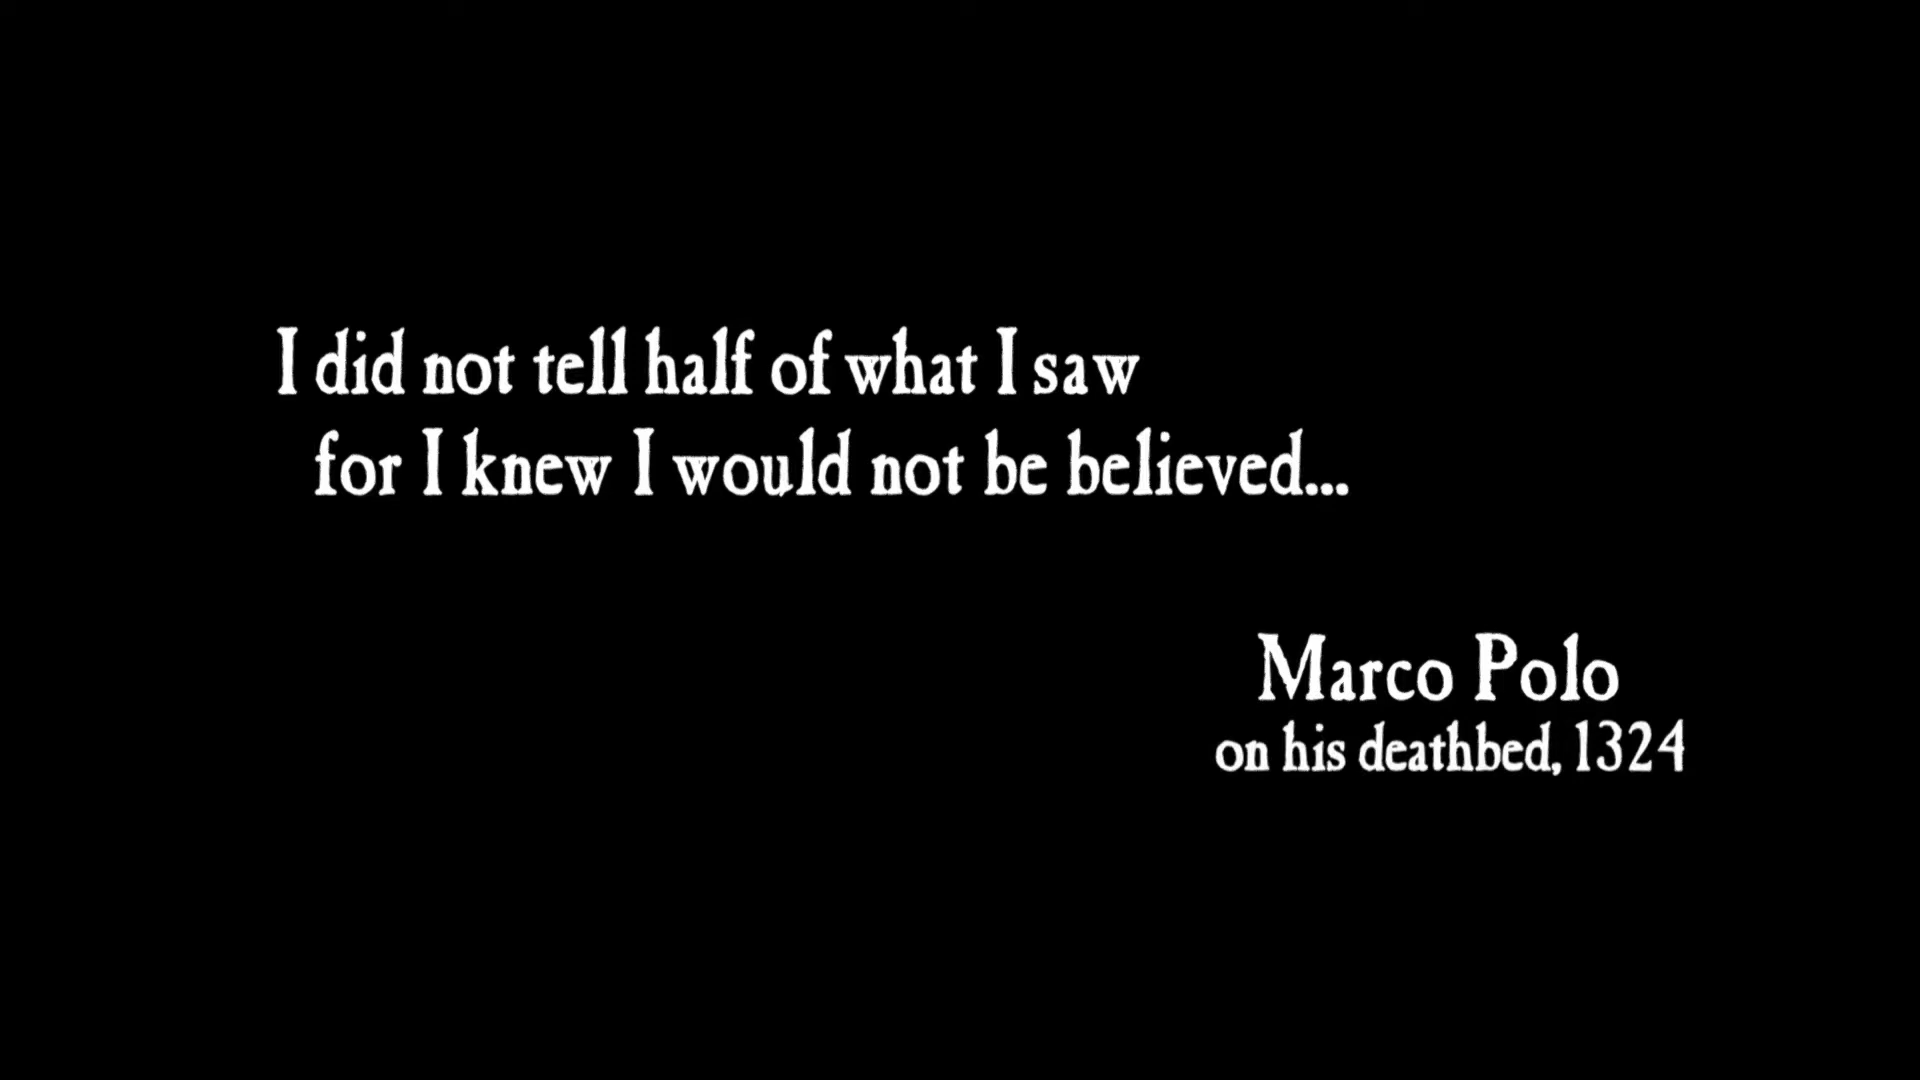 I did not tell half of what I saw
for I knew I would not be believed...
Marco Polo
on his deathbed, 1324